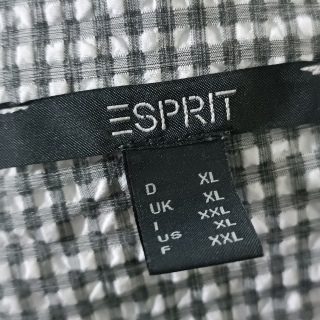 ESPRIT
D XL
UK XL
I XXL
US XL
F XXL